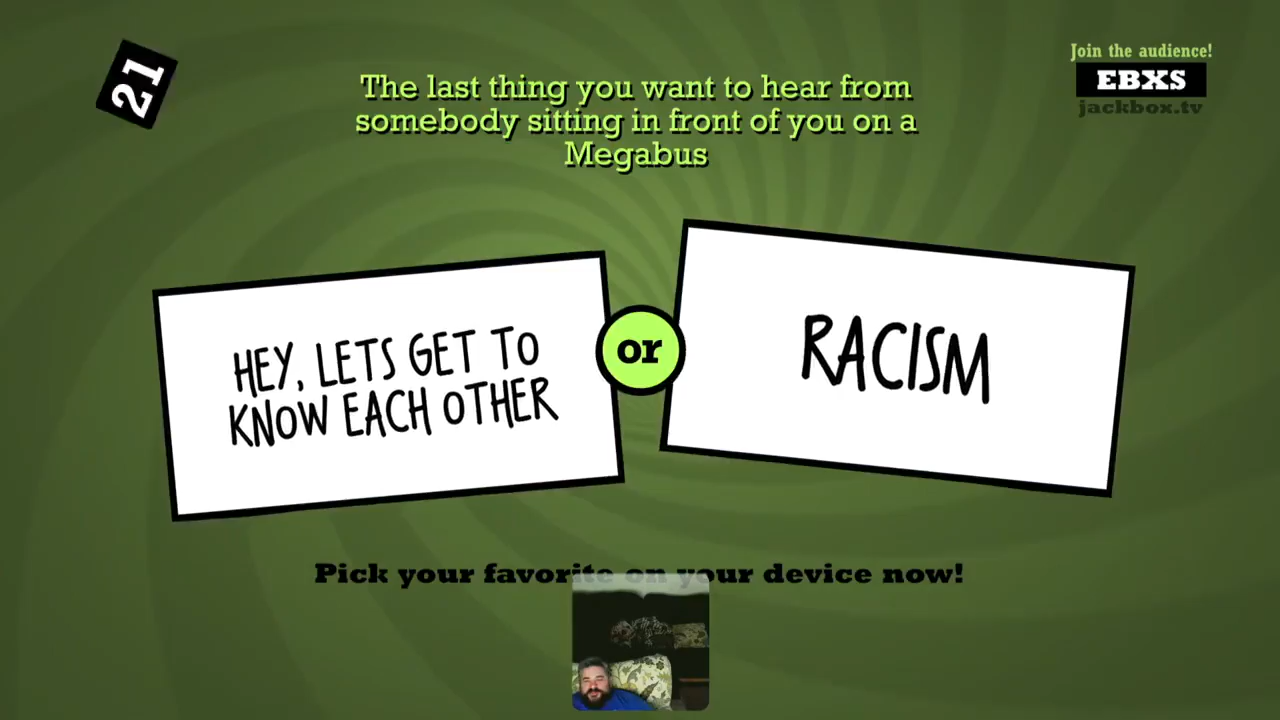 21
The last thing you want to hear from
somebody sitting in front of you on a
Megabus
Join the audience!
EBXS
jackbox.tv
HEY, LETS GET TO
KNOW EACH OTHER
or
RACISM
Pick your favorite on your device now!